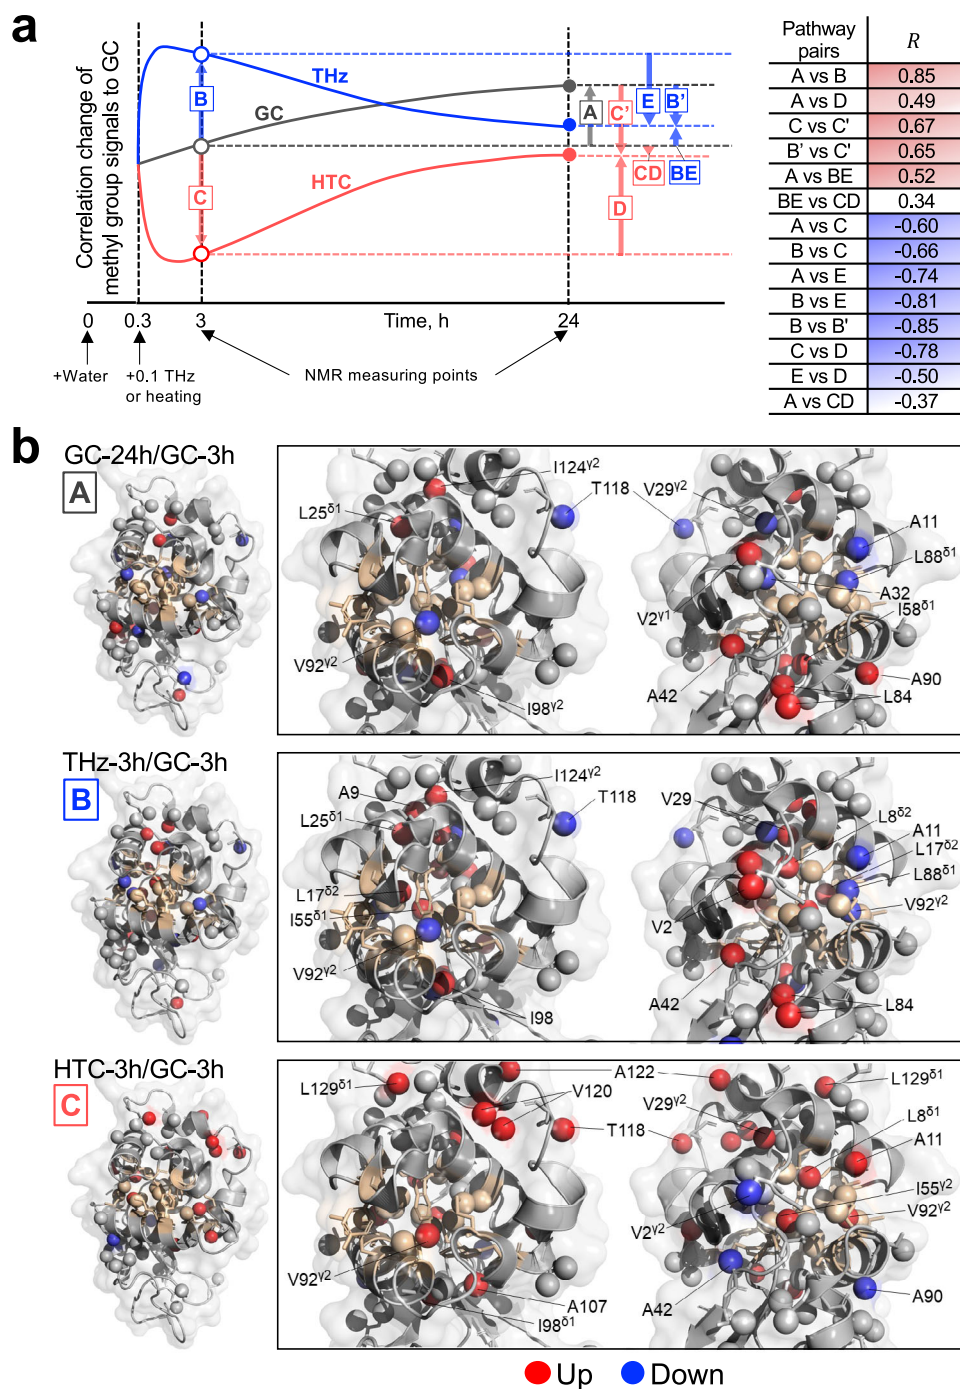 a
Correlation change of
methyl group signals to GC
THz
GC
HTC
B
C
A
C'
E
B'
CD
BE
D
0
0.3
3
Time, h
24
+Water
+0.1 THz
or heating
NMR measuring points
Pathway
pairs
R
A vs B 0.85
A vs D 0.49
C vs C' 0.67
B' vs C' 0.65
A vs BE 0.52
BE vs CD 0.34
A vs C -0.60
B vs C -0.66
A vs E -0.74
B vs E -0.81
B vs B' -0.85
C vs D -0.78
E vs D -0.50
A vs CD -0.37
b
GC-24h/GC-3h
A
I124γ2
L25δ1
T118
V29γ2
A11
L88δ1
A32
V2γ1
I58δ1
V92γ2
A42
A90
I98γ2
L84
THz-3h/GC-3h
B
I124γ2
A9
T118
V29
L8δ2
L25δ1
A11
L17δ2
L88δ1
L17δ2
I55δ1
V92γ2
V2
V92γ2
A42
I98
L84
HTC-3h/GC-3h
C
L129δ1
A122
L129δ1
V120
V29γ2
L8δ1
T118
A11
I55γ2
V92γ2
V2γ2
V92γ2
A42
A90
A107
I98δ1
Up
Down